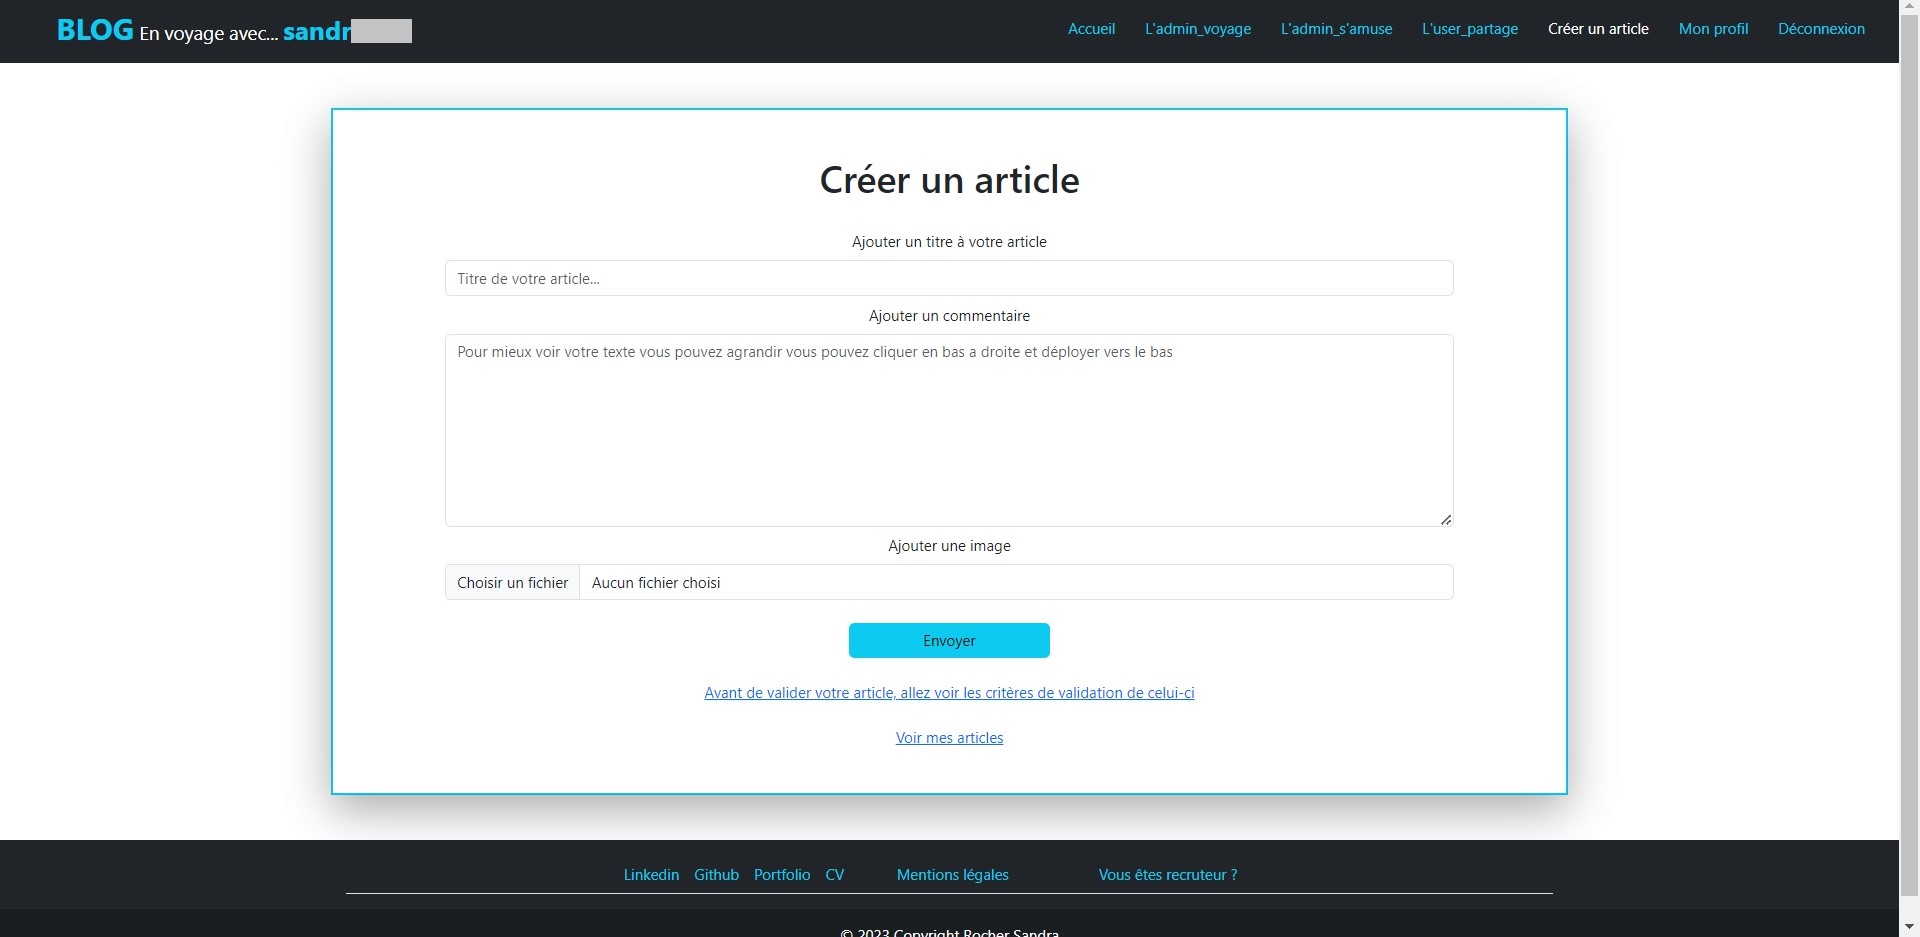 BLOG En voyage avec... sandr
Accueil L'admin_voyage L'admin_s'amuse L'user_partage Créer un article Mon profil Déconnexion
Créer un article
Ajouter un titre à votre article
Titre de votre article...
Ajouter un commentaire
Pour mieux voir votre texte vous pouvez agrandir vous pouvez cliquer en bas a droite et déployer vers le bas
Ajouter une image
Choisir un fichier Aucun fichier choisi
Envoyer
Avant de valider votre article, allez voir les critères de validation de celui-ci
Voir mes articles
Linkedin Github Portfolio CV Mentions légales Vous êtes recruteur ?
© 2023 Copyright Rocher Sandra